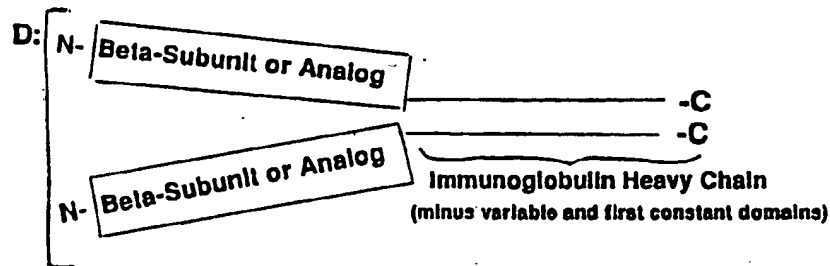 D:
N- Beta-Subunit or Analog
-C
-C
N- Beta-Subunit or Analog
Immunoglobulin Heavy Chain
(minus variable and first constant domains)